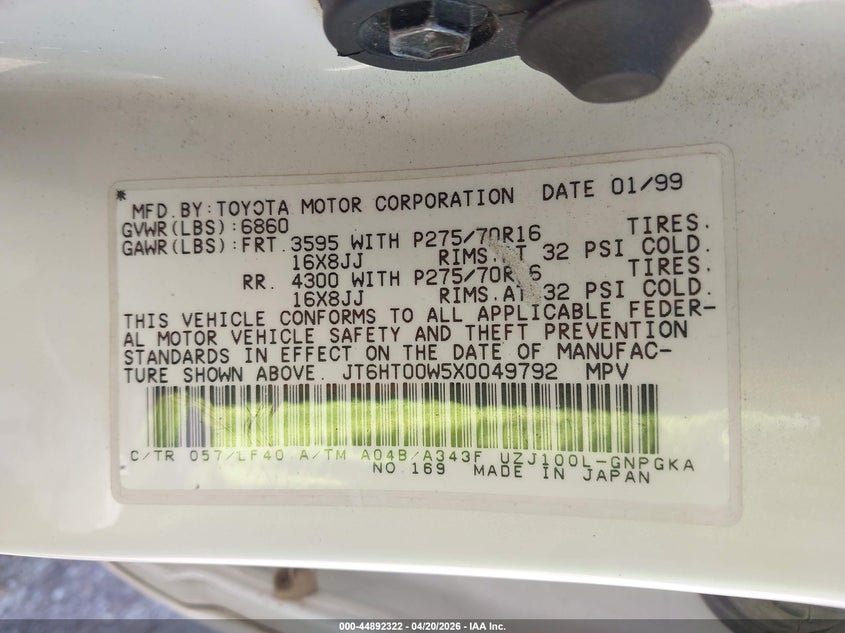 * MFD.BY:TOYOTA MOTOR CORPORATION DATE 01/99
GVWR(LBS):6860
GAWR(LBS):FRT.3595 WITH P275/70R16 TIRES.
16X8JJ RIMS.AT 32 PSI COLD.
RR. 4300 WITH P275/70R16 TIRES.
16X8JJ RIMS.AT 32 PSI COLD.
THIS VEHICLE CONFORMS TO ALL APPLICABLE FEDER-
AL MOTOR VEHICLE SAFETY AND THEFT PREVENTION
STANDARDS IN EFFECT ON THE DATE OF MANUFAC-
TURE SHOWN ABOVE. JT6HT00W5X0049792 MPV
C/TR 057/LF40 A/TM A04B/A343F UZJ100L-GNPGKA
NO.169 MADE IN JAPAN
000-44892322 - 04/20/2026 - IAA Inc.